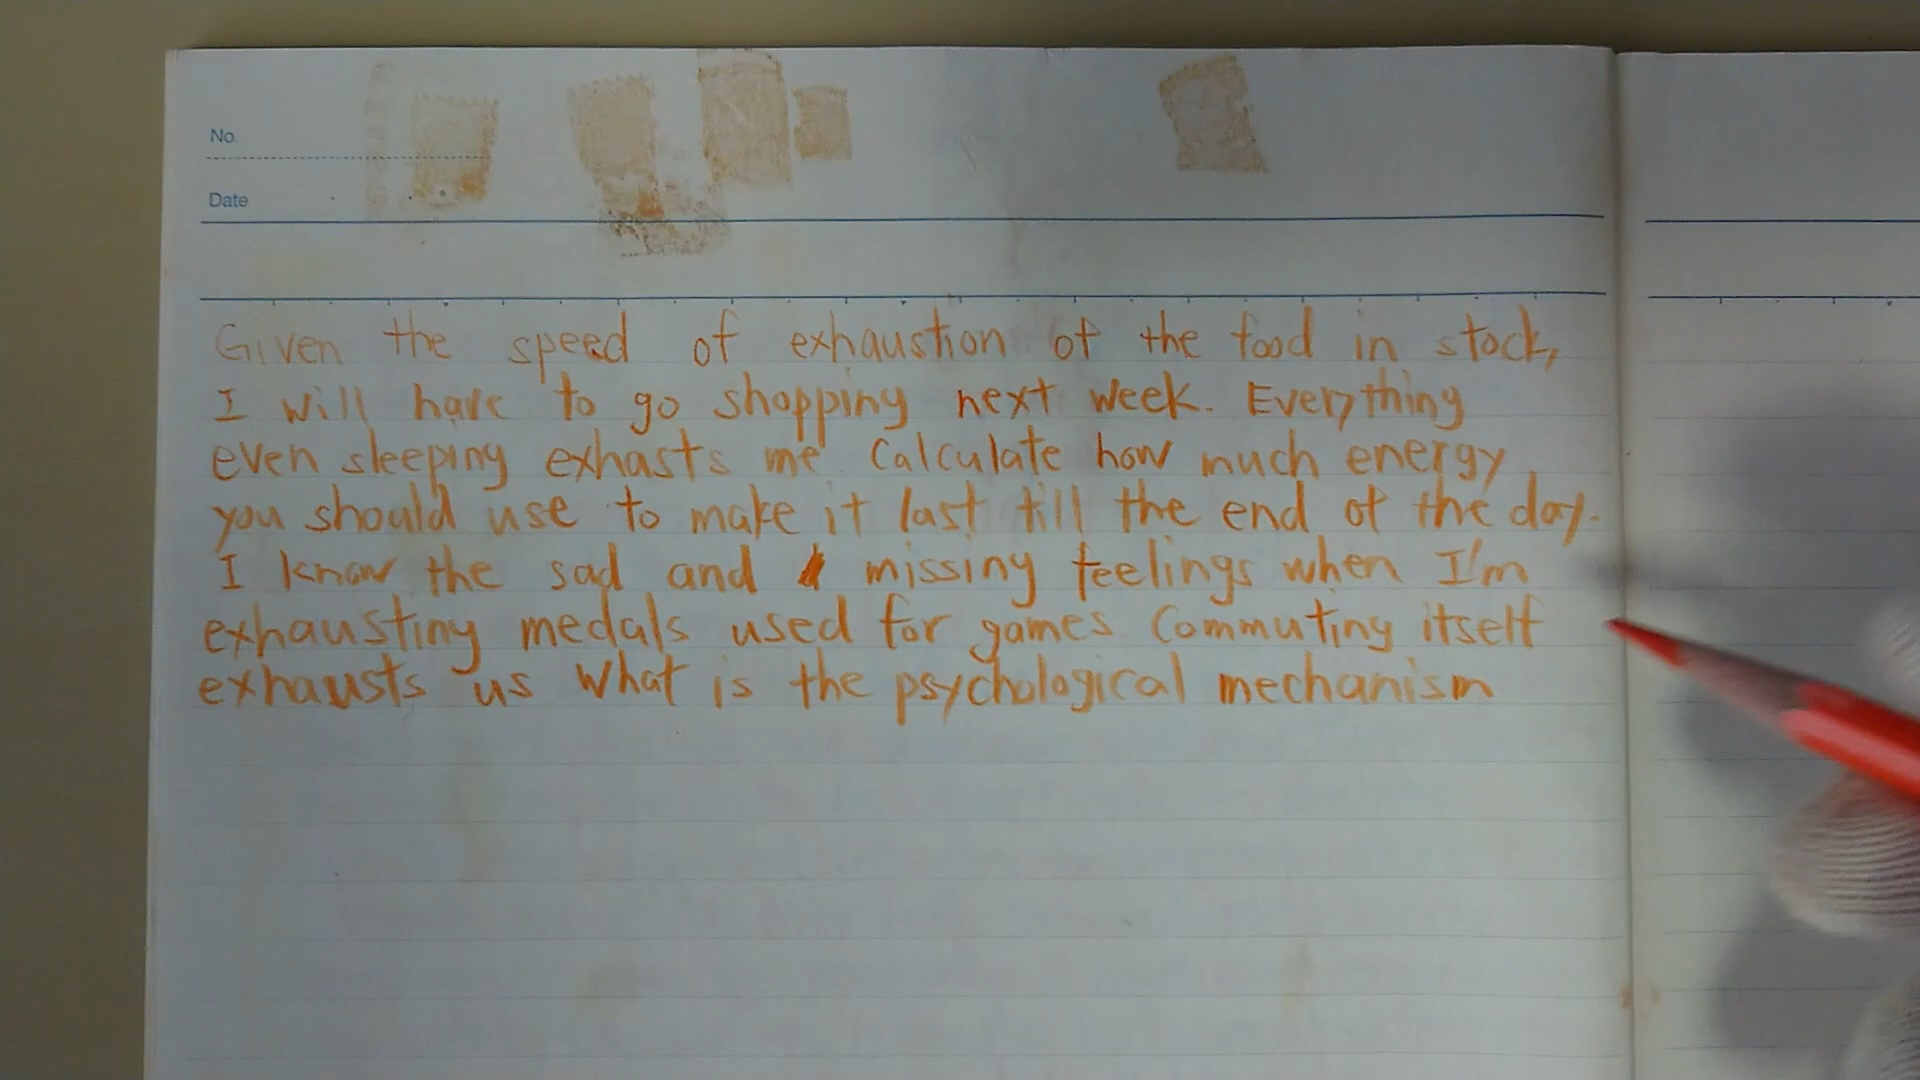 No.
Date
Given the speed of exhaustion of the food in stock,
I will have to go shopping next week. Everything
even sleeping exhasts me Calculate how much energy
you should use to make it last till the end of the day.
I know the sad and missing feelings when I'm
exhausting medals used for games. Commuting itself
exhausts us What is the psychological mechanism